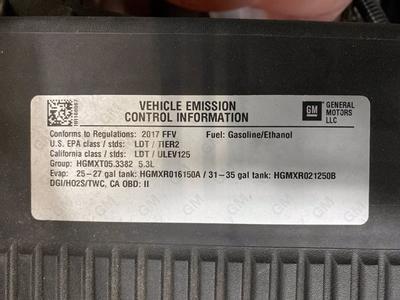 VEHICLE EMISSION
CONTROL INFORMATION
GM GENERAL
MOTORS
LLC
Conforms to Regulations: 2017 FFV Fuel: Gasoline/Ethanol
U.S. EPA class / stds: LDT / TIER2
California class / stds: LDT / ULEV125
Group: HGMXT05.3382 5.3L
Evap: 25-27 gal tank: HGMXR016150A / 31-35 gal tank: HGMXR021250B
DGI/HO2S/TWC, CA OBD: II